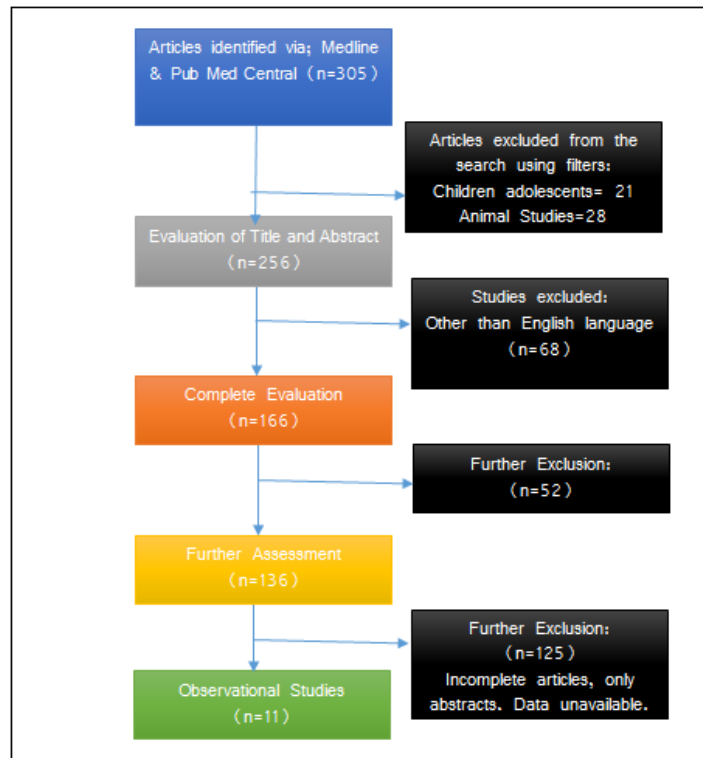 Articles identified via; Medline
& Pub Med Central (n=305)
Articles excluded from the
search using filters:
Children adolescents= 21
Animal Studies=28
Evaluation of Title and Abstract
(n=256)
Studies excluded:
Other than English language
(n=68)
Complete Evaluation
(n=166)
Further Exclusion:
(n=52)
Further Assessment
(n=136)
Further Exclusion:
(n=125)
Incomplete articles, only
abstracts. Data unavailable.
Observational Studies
(n=11)